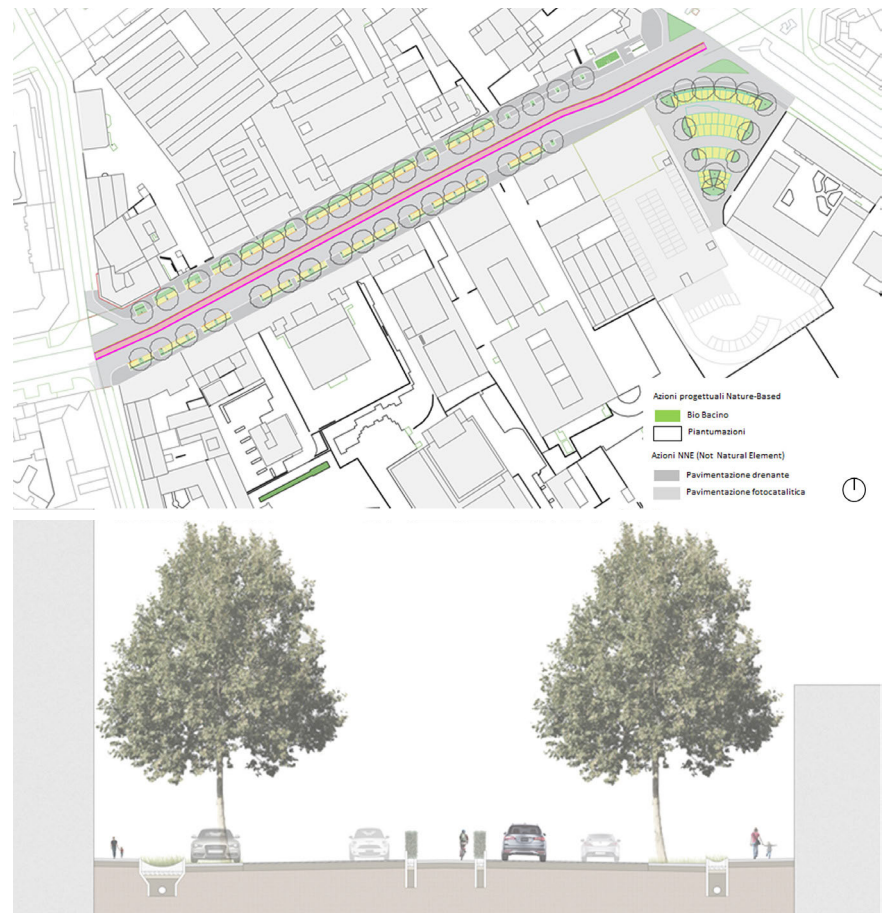 Azioni progettuali Nature-Based
Bio Bacino
Piantumazioni
Azioni NNE (Not Natural Element)
Pavimentazione drenante
Pavimentazione fotocatalitica